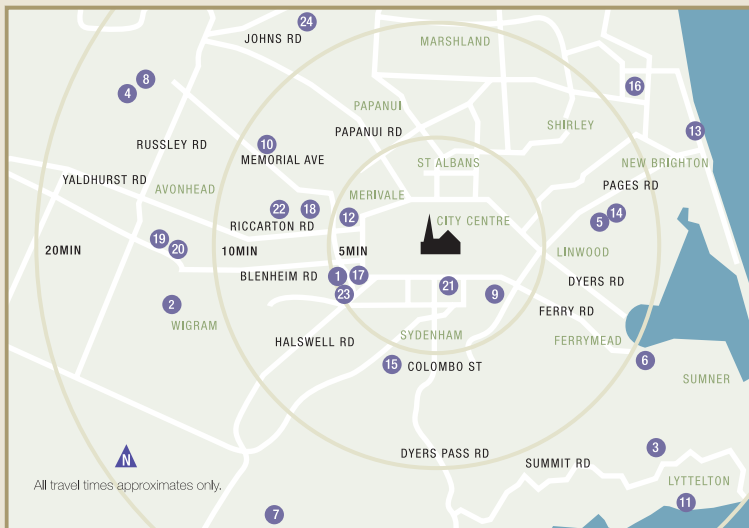 24
JOHNS RD
MARSHLAND
8
4
16
PAPANUI
SHIRLEY
13
RUSSLEY RD
PAPANUI RD
10
MEMORIAL AVE
ST ALBANS
NEW BRIGHTON
YALDHURST RD
AVONHEAD
MERIVALE
PAGES RD
22
18
12
14
5
RICCARTON RD
CITY CENTRE
19
20
20MIN
10MIN
5MIN
LINWOOD
BLENHEIM RD
1
17
DYERS RD
23
21
9
2
FERRY RD
WIGRAM
HALSWELL RD
SYDENHAM
FERRYMEAD
15
COLOMBO ST
6
SUMNER
N
DYERS PASS RD
3
SUMMIT RD
All travel times approximates only.
LYTTELTON
11
7